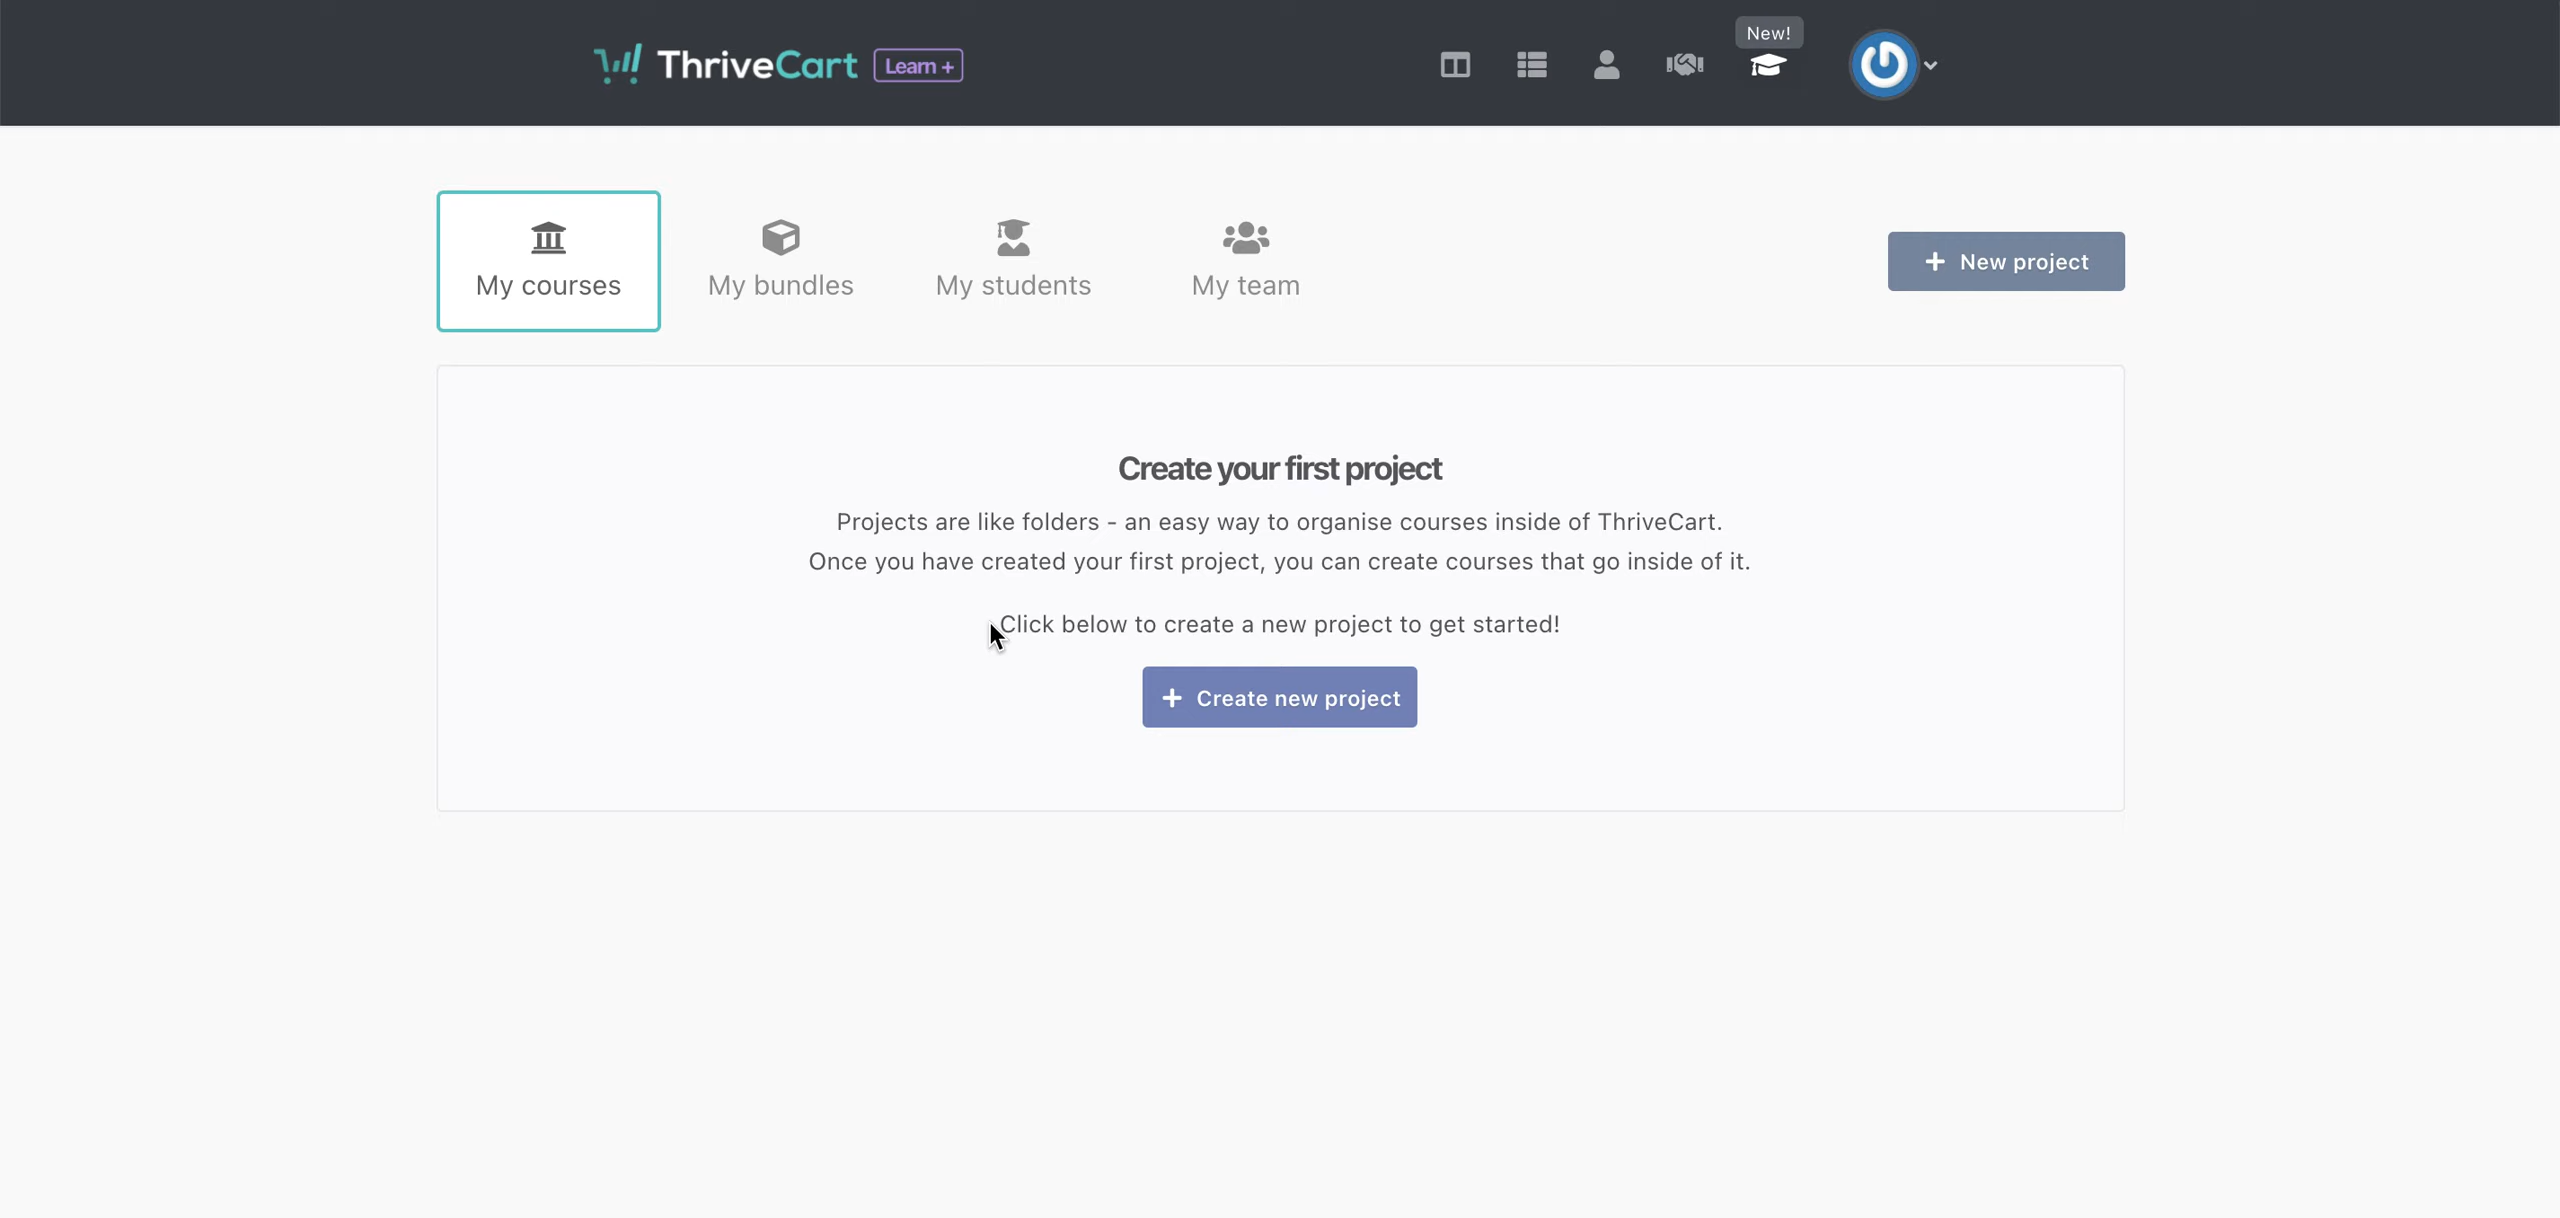 New!
ThriveCart Learn +
My courses
My bundles
My students
My team
+ New project
Create your first project
Projects are like folders - an easy way to organise courses inside of ThriveCart.
Once you have created your first project, you can create courses that go inside of it.
Click below to create a new project to get started!
+ Create new project